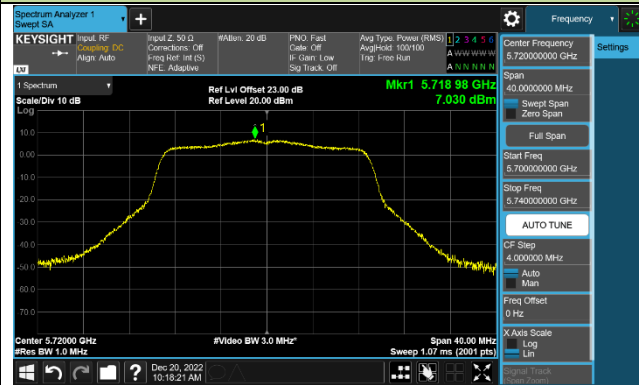 Spectrum Analyzer 1
Swept SA
Frequency
KEYSIGHT
Input: RF
Coupling: DC
Align: Auto
Input Z: 50 Ω
Corrections: Off
Freq Ref: Int (S)
NFE: Adaptive
#Atten: 20 dB
PNO: Fast
Gate: Off
IF Gain: Low
Sig Track: Off
Avg Type: Power (RMS)
Avg|Hold: 100/100
Trig: Free Run
1 2 3 4 5 6
A W W W W W
A N N N N N
LXI
1 Spectrum
Scale/Div 10 dB
Ref Lvl Offset 23.00 dB
Ref Level 20.00 dBm
Mkr1 5.718 98 GHz
7.030 dBm
Log
10.0
0.00
10.0
20.0
30.0
40.0
50.0
60.0
70.0
1
Center 5.72000 GHz
#Res BW 1.0 MHz
#Video BW 3.0 MHz*
Span 40.00 MHz
Sweep 1.07 ms (2001 pts)
Dec 20, 2022
10:18:21 AM
Center Frequency
5.720000000 GHz
Span
40.0000000 MHz
Swept Span
Zero Span
Full Span
Start Freq
5.700000000 GHz
Stop Freq
5.740000000 GHz
AUTO TUNE
CF Step
4.000000 MHz
Auto
Man
Freq Offset
0 Hz
X Axis Scale
Log
Lin
Signal Track
(Span Zoom)
Settings